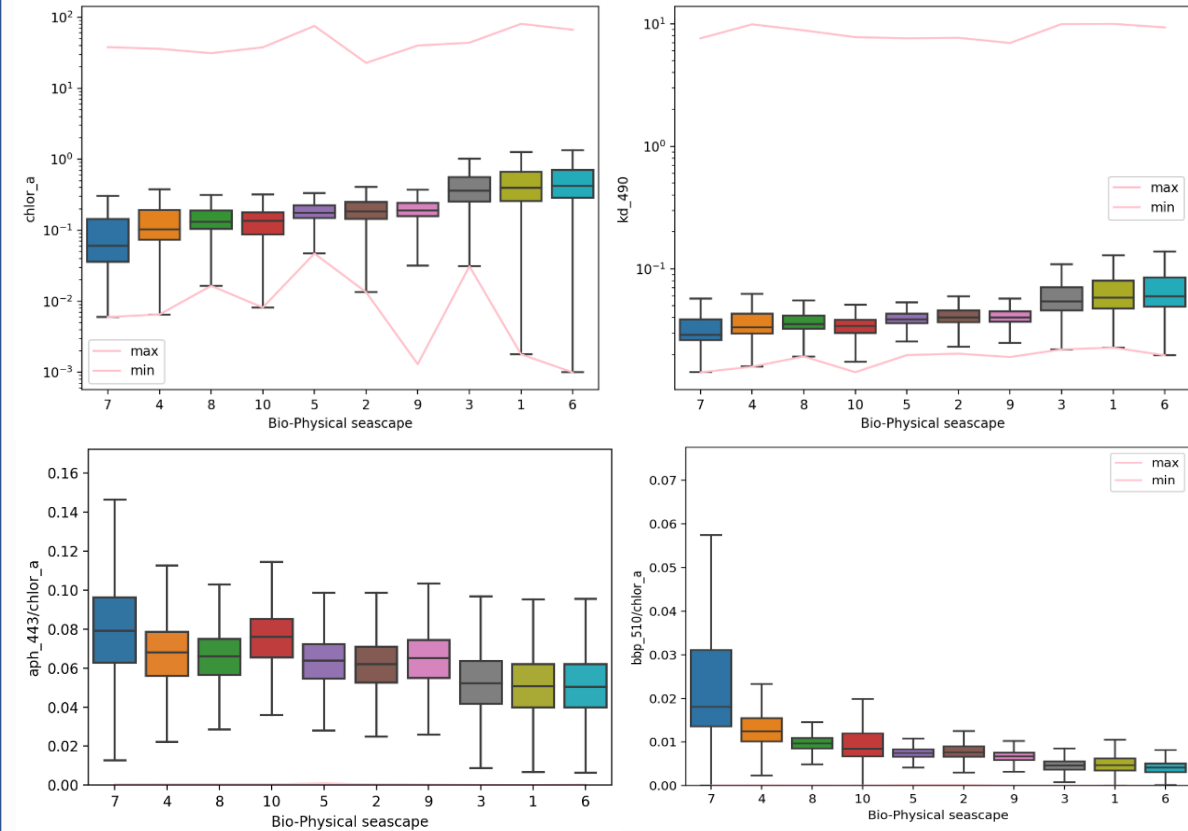 10²
10¹
10⁰
10⁻¹
10⁻²
10⁻³
chlor_a
max
min
7 4 8 10 5 2 9 3 1 6
Bio-Physical seascape
10¹
10⁰
10⁻¹
kd_490
max
min
7 4 8 10 5 2 9 3 1 6
Bio-Physical seascape
0.16
0.14
0.12
0.10
0.08
0.06
0.04
0.02
0.00
aph_443/chlor_a
7 4 8 10 5 2 9 3 1 6
Bio-Physical seascape
0.07
0.06
0.05
0.04
0.03
0.02
0.01
0.00
bbp_510/chlor_a
max
min
7 4 8 10 5 2 9 3 1 6
Bio-Physical seascape